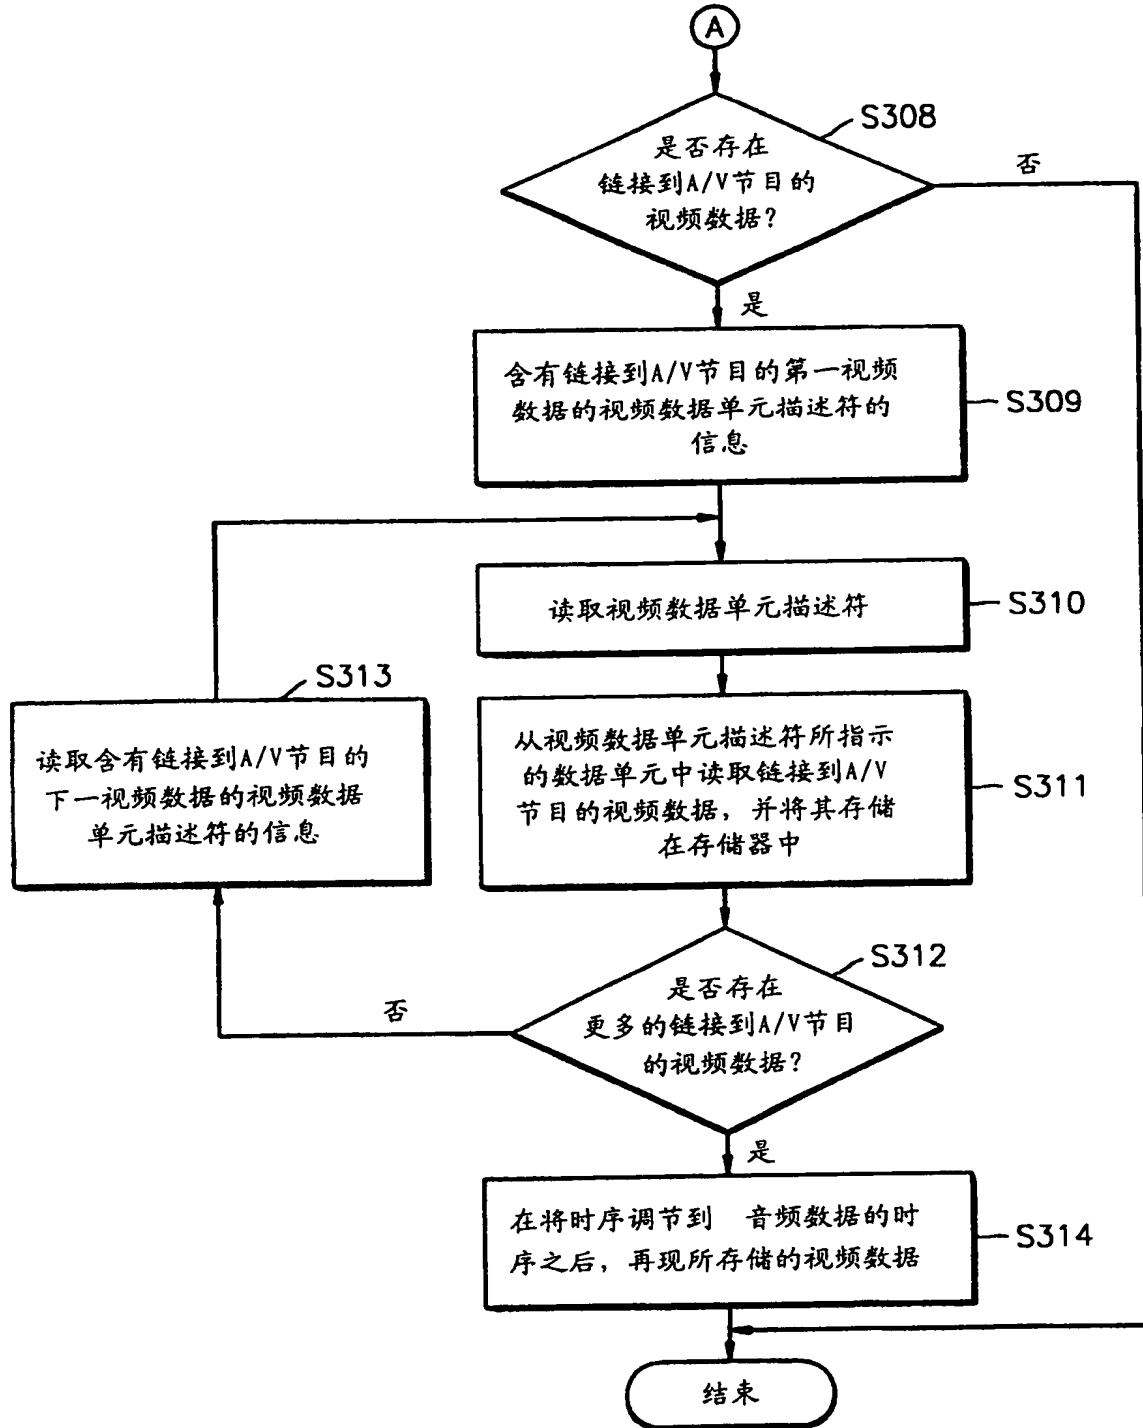 A
S308
是否存在
链接到A/V节目的
视频数据?
否
是
含有链接到A/V节目的第一视频
数据的视频数据单元描述符的
信息
S309
读取视频数据单元描述符
S310
S313
读取含有链接到A/V节目的
下一视频数据的视频数据
单元描述符的信息
从视频数据单元描述符所指示
的数据单元中读取链接到A/V
节目的视频数据，并将其存储
在存储器中
S311
S312
是否存在
更多的链接到A/V节目
的视频数据?
否
是
在将时序调节到 音频数据的时
序之后，再现所存储的视频数据
S314
结束